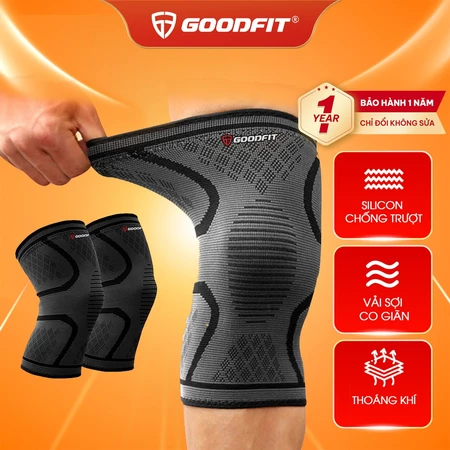 GOODFIT®
1
YEAR
BẢO HÀNH 1 NĂM
CHỈ ĐỔI KHÔNG SỬA
GOODFIT
SILICON
CHỐNG TRƯỢT
VẢI SỢI
CO GIÃN
THOÁNG KHÍ